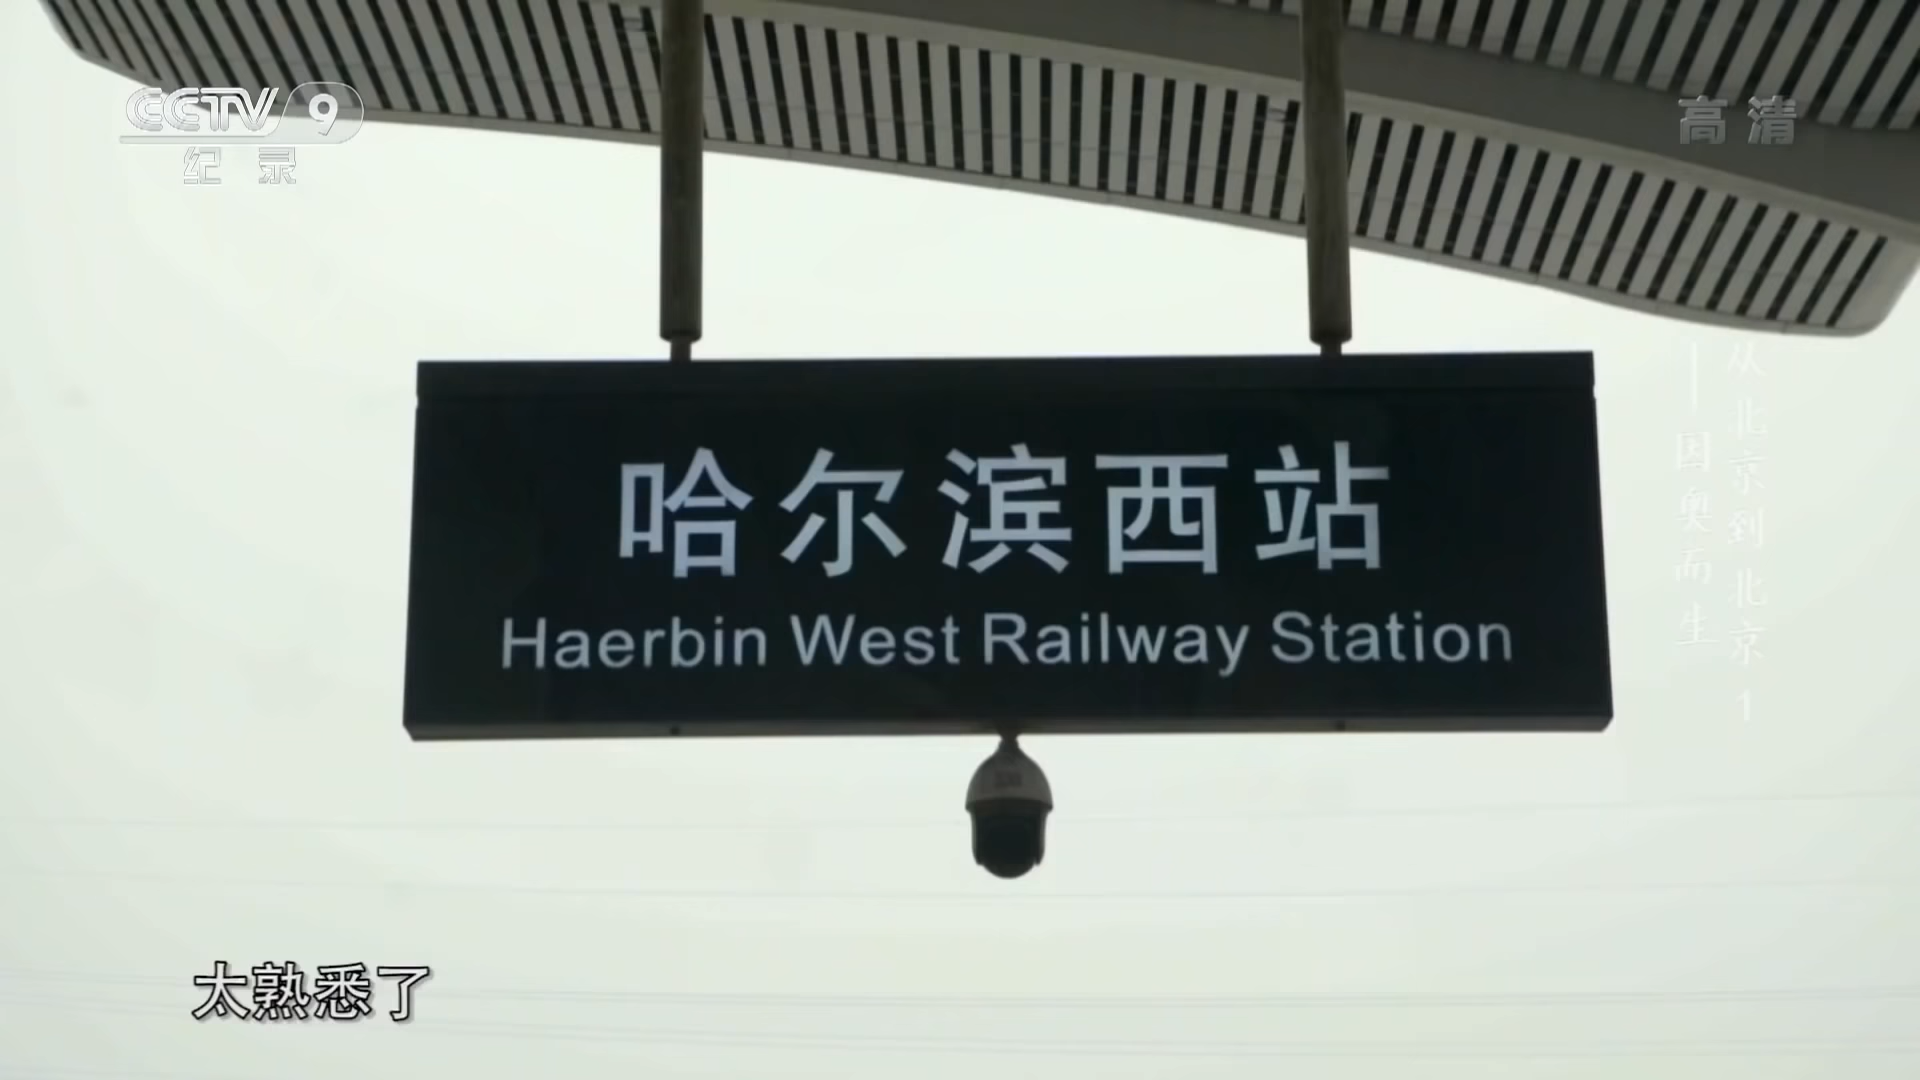 CCTV 9
纪录
高清
从北京到北京 1
——因奥而生
哈尔滨西站
Haerbin West Railway Station
太熟悉了